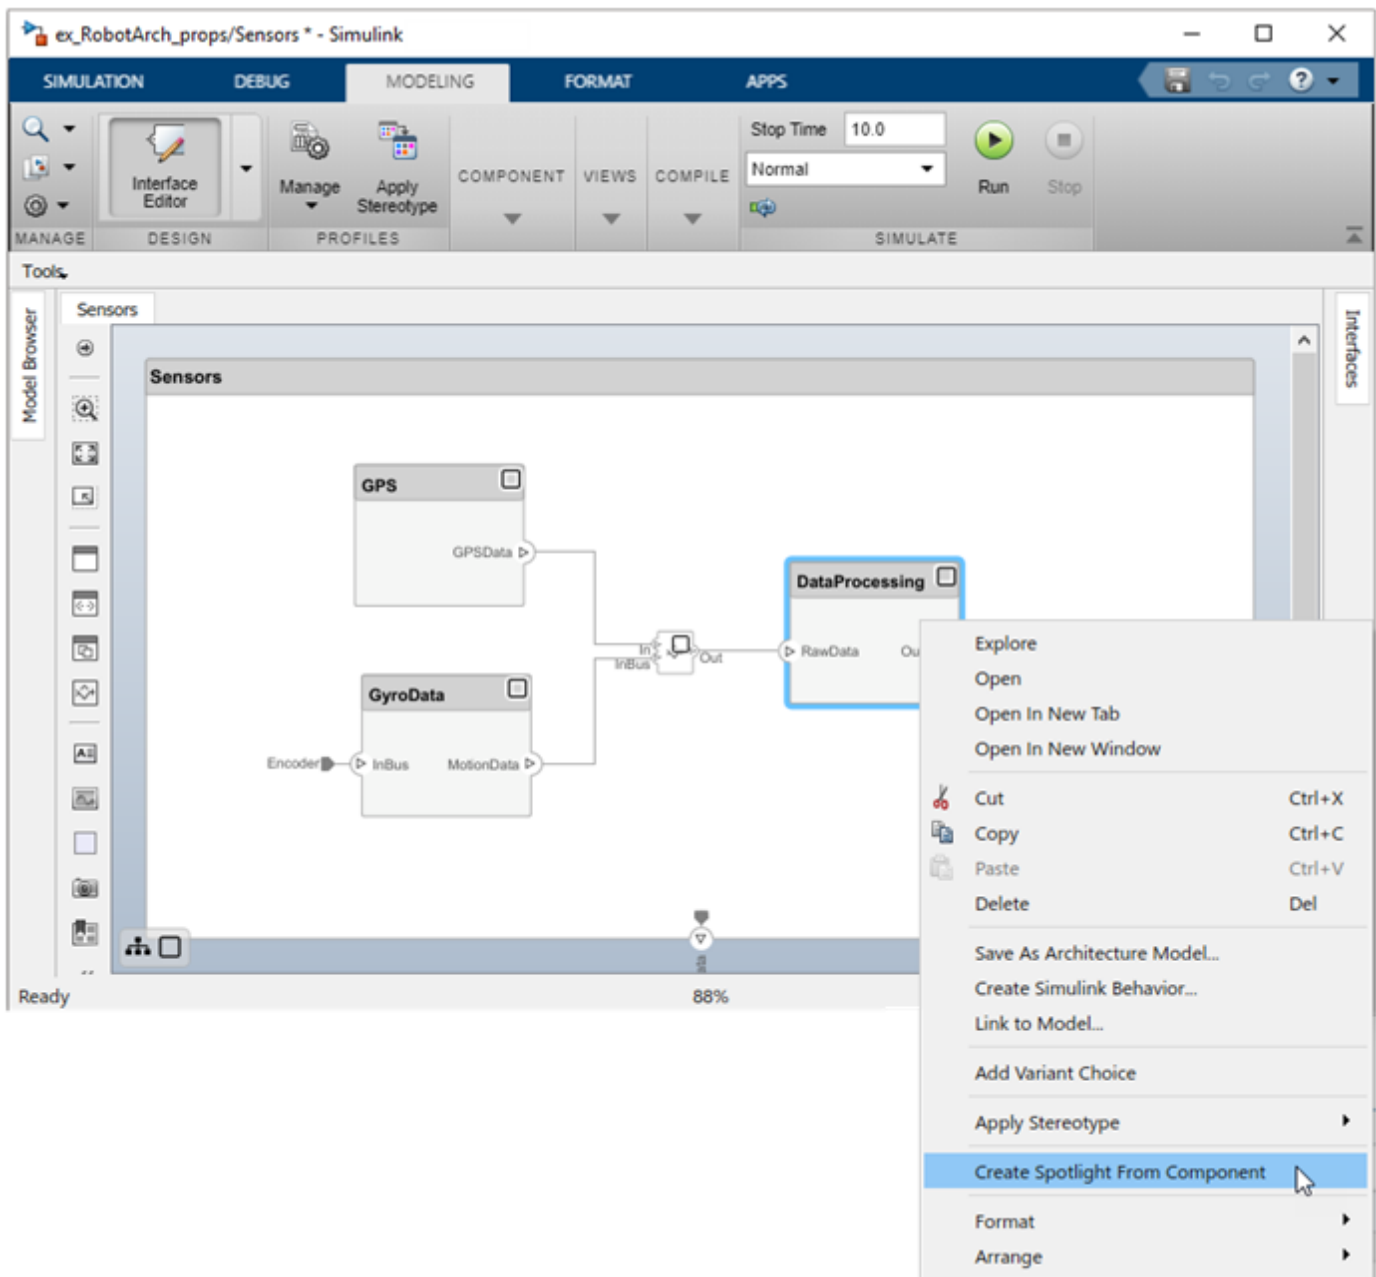 ex_RobotArch_props/Sensors * - Simulink
SIMULATION DEBUG MODELING FORMAT APPS
Stop Time 10.0
Normal
Interface Editor
Manage
Apply Stereotype
COMPONENT VIEWS COMPILE
Run Stop
MANAGE DESIGN PROFILES SIMULATE
Tools
Model Browser
Sensors
Interfaces
Sensors
GPS
GPSData
DataProcessing
In
InBus
Out
RawData
GyroData
Encoder
InBus
MotionData
Ready
88%
Explore
Open
Open In New Tab
Open In New Window
Cut Ctrl+X
Copy Ctrl+C
Paste Ctrl+V
Delete Del
Save As Architecture Model...
Create Simulink Behavior...
Link to Model...
Add Variant Choice
Apply Stereotype
Create Spotlight From Component
Format
Arrange